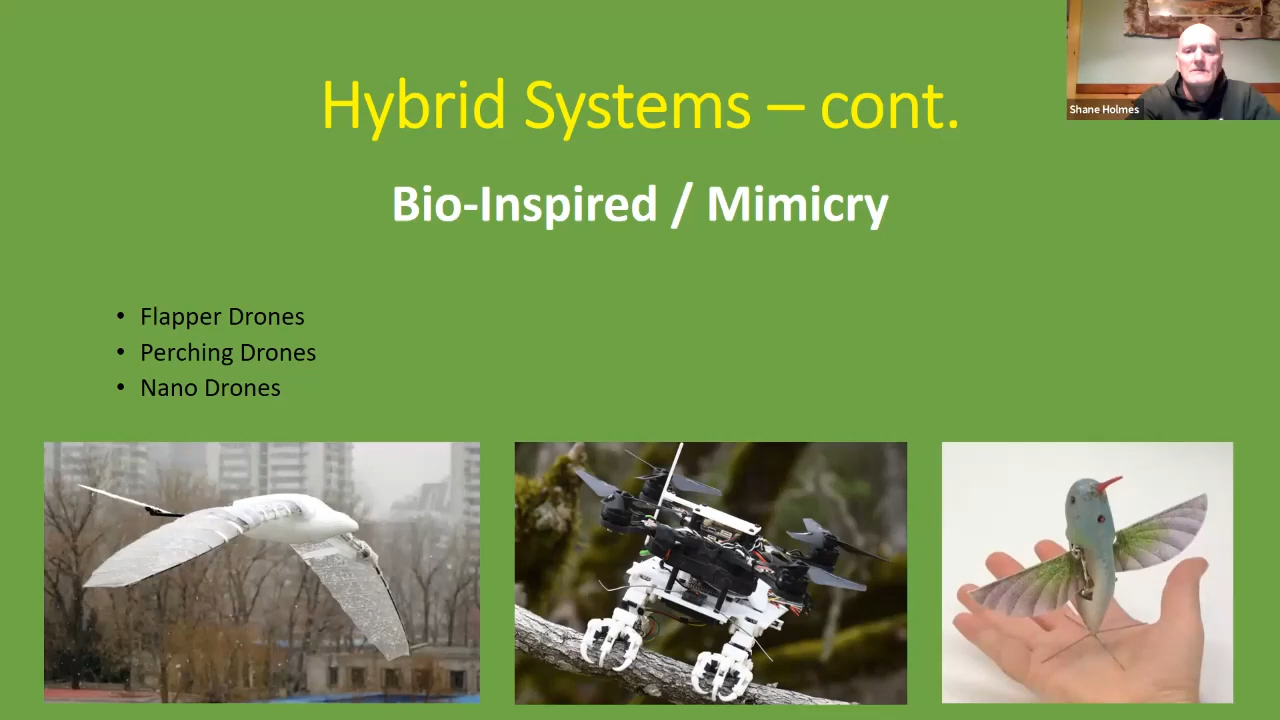 Hybrid Systems – cont.
Shane Holmes
Bio-Inspired / Mimicry
• Flapper Drones
• Perching Drones
• Nano Drones